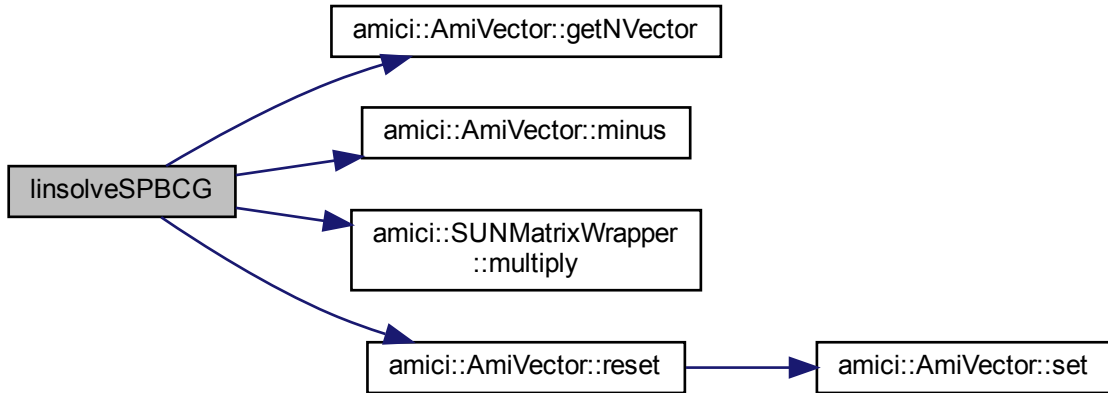 amici::AmiVector::getNVector
amici::AmiVector::minus
linsolveSPBCG
amici::SUNMatrixWrapper
::multiply
amici::AmiVector::reset
amici::AmiVector::set